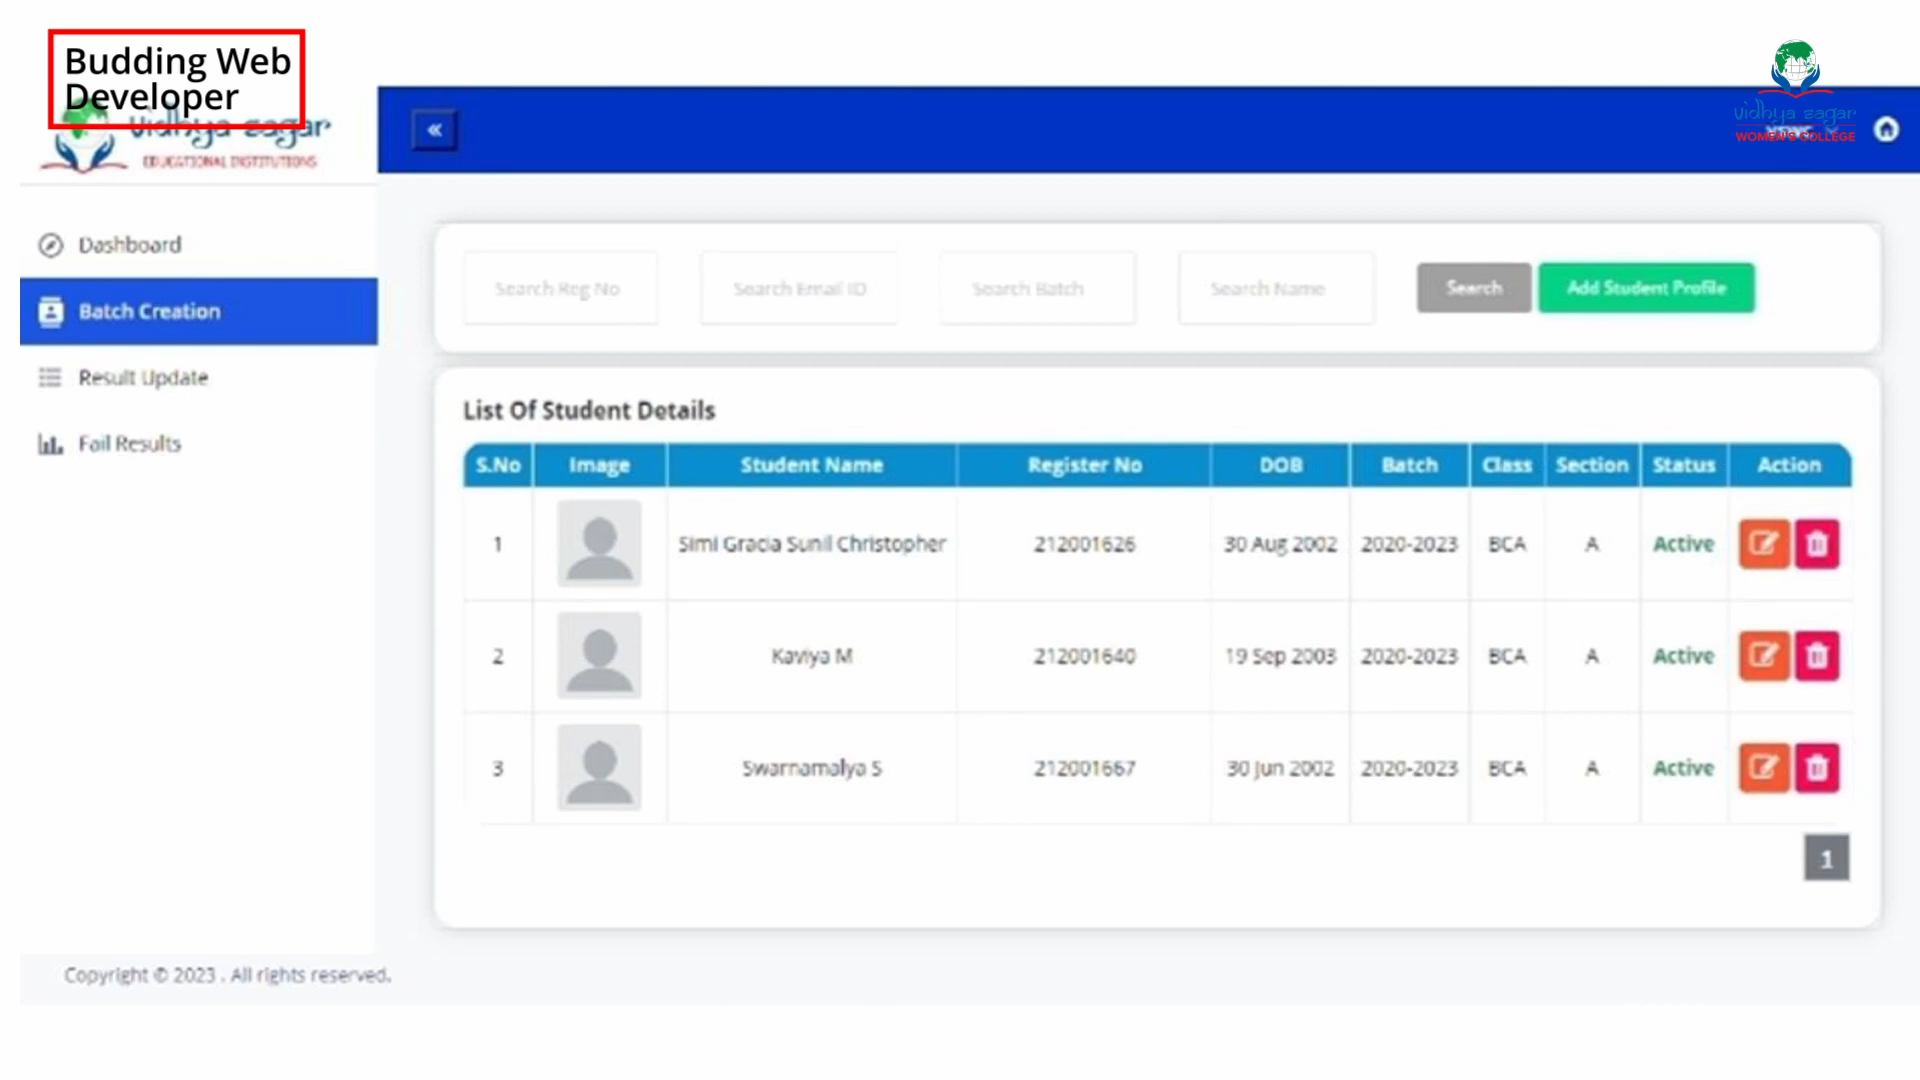 Budding Web
Developer
vidhya sagar
EDUCATIONAL INSTITUTIONS
«
vidhya sagar
WOMEN'S COLLEGE
Dashboard
Batch Creation
Result Update
Fail Results
Search Reg No Search Email ID Search Batch Search Name Search Add Student Profile
List Of Student Details
S.No Image Student Name Register No DOB Batch Class Section Status Action
1 Simi Gracia Sunil Christopher 212001626 30 Aug 2002 2020-2023 BCA A Active
2 Kaviya M 212001640 19 Sep 2003 2020-2023 BCA A Active
3 Swarnamalya S 212001667 30 Jun 2002 2020-2023 BCA A Active
1
Copyright © 2023 . All rights reserved.